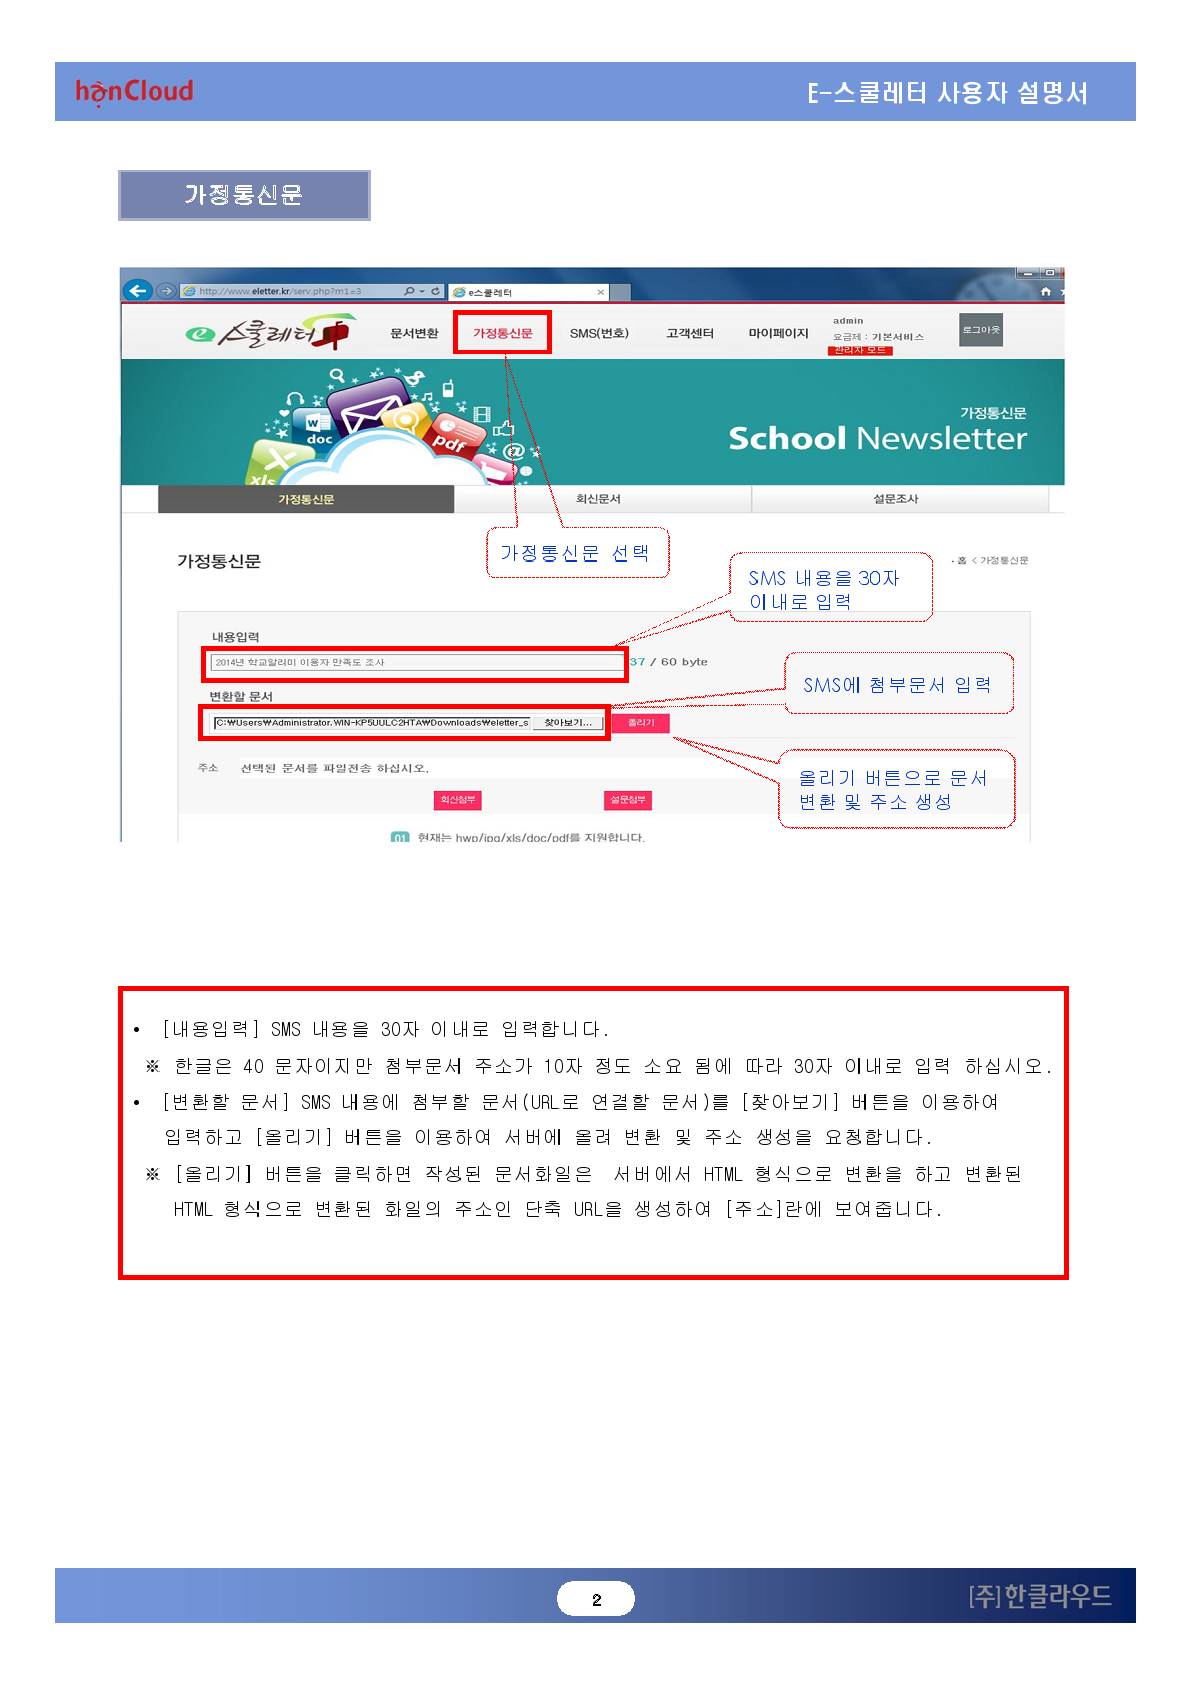 hanCloud
E-스쿨레터 사용자 설명서
가정통신문
http://www.eletter.kr/serv.php?m1=3
e스쿨레터
e 스쿨레터
문서변환
가정통신문
SMS(번호)
고객센터
마이페이지
admin
요금제 : 기본서비스
관리자 모드
로그아웃
doc
pdf
xls
가정통신문
School Newsletter
가정통신문
회신문서
설문조사
가정통신문 선택
가정통신문
· 홈 < 가정통신문
SMS 내용을 30자
이내로 입력
내용입력
2014년 학교알리미 이용자 만족도 조사
37 / 60 byte
SMS에 첨부문서 입력
변환할 문서
C:₩Users₩Administrator.WIN-KP5UULC2HTA₩Downloads₩eletter_s
찾아보기...
올리기
주소
선택된 문서를 파일전송 하십시오.
올리기 버튼으로 문서
변환 및 주소 생성
회신첨부
설문첨부
01 현재는 hwp/jpg/xls/doc/pdf를 지원합니다.
• [내용입력] SMS 내용을 30자 이내로 입력합니다.
※ 한글은 40 문자이지만 첨부문서 주소가 10자 정도 소요 됨에 따라 30자 이내로 입력 하십시오.
• [변환할 문서] SMS 내용에 첨부할 문서(URL로 연결할 문서)를 [찾아보기] 버튼을 이용하여
입력하고 [올리기] 버튼을 이용하여 서버에 올려 변환 및 주소 생성을 요청합니다.
※ [올리기] 버튼을 클릭하면 작성된 문서화일은 서버에서 HTML 형식으로 변환을 하고 변환된
HTML 형식으로 변환된 화일의 주소인 단축 URL을 생성하여 [주소]란에 보여줍니다.
2
[주]한클라우드